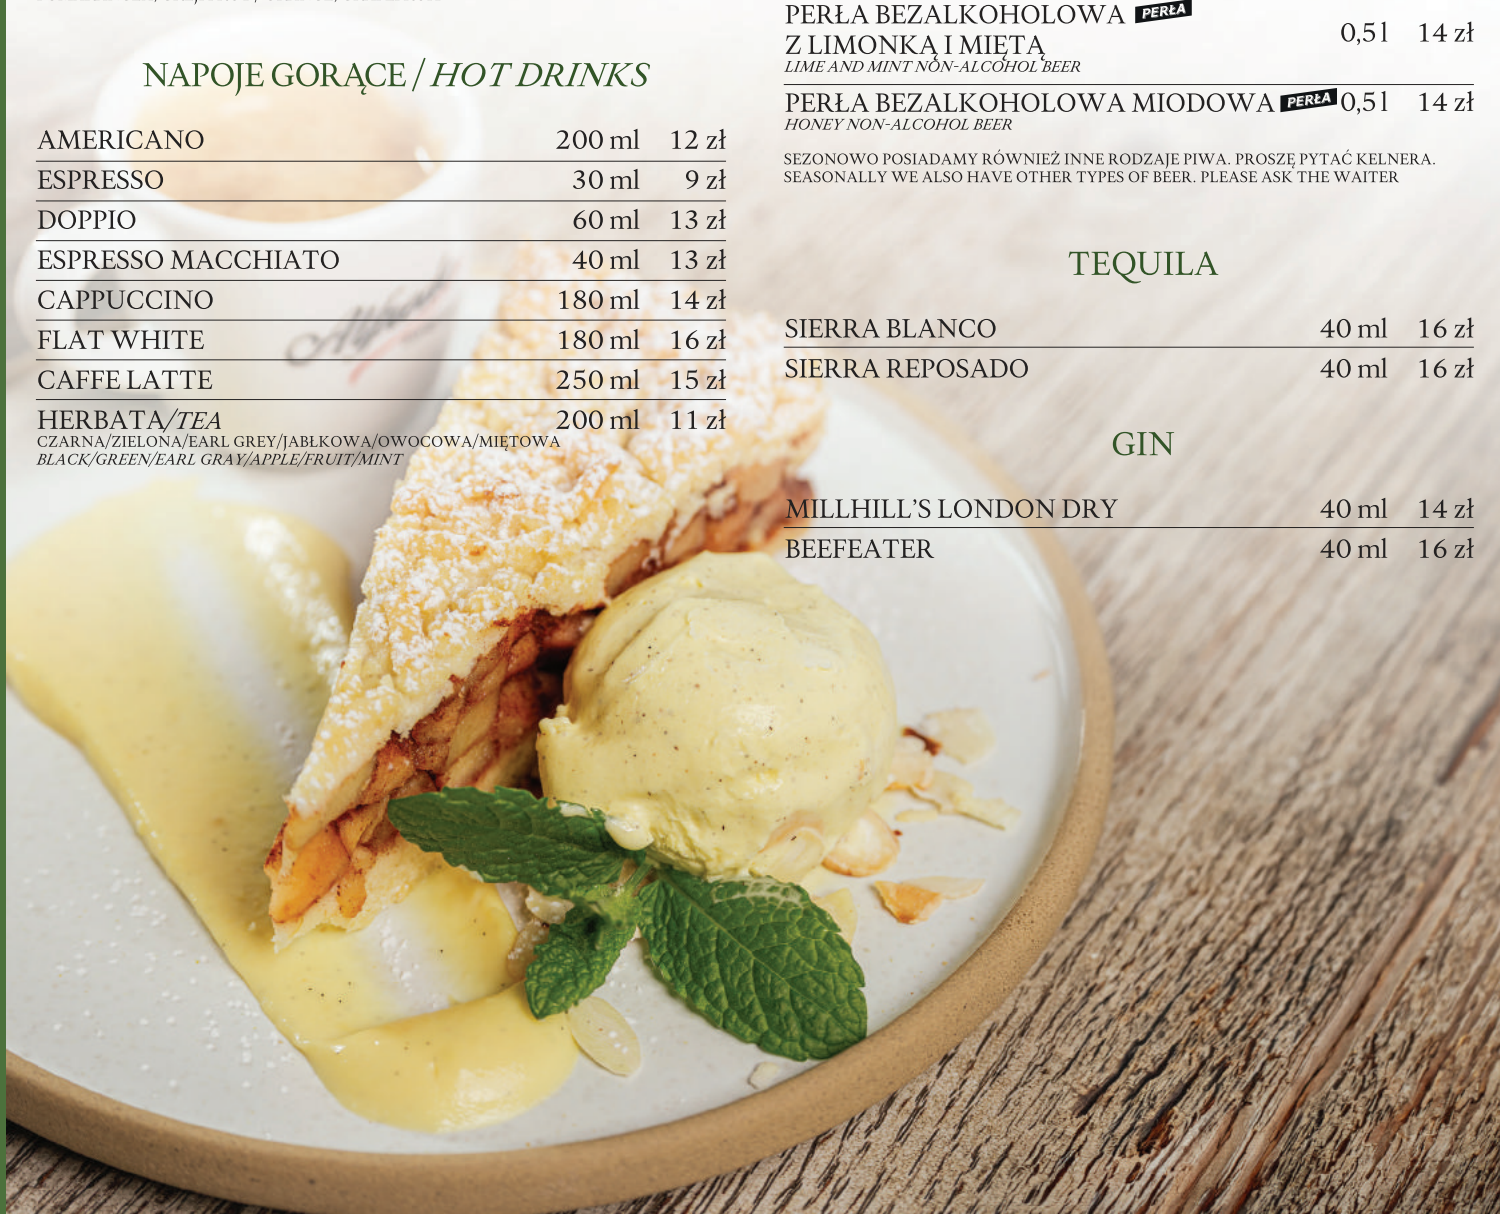 NAPOJE GORĄCE / HOT DRINKS
AMERICANO 200 ml 12 zł
ESPRESSO 30 ml 9 zł
DOPPIO 60 ml 13 zł
ESPRESSO MACCHIATO 40 ml 13 zł
CAPPUCCINO 180 ml 14 zł
FLAT WHITE 180 ml 16 zł
CAFFE LATTE 250 ml 15 zł
HERBATA/TEA 200 ml 11 zł
CZARNA/ZIELONA/EARL GREY/JABŁKOWA/OWOCOWA/MIĘTOWA
BLACK/GREEN/EARL GRAY/APPLE/FRUIT/MINT
PERŁA BEZALKOHOLOWA PERŁA
Z LIMONKĄ I MIĘTĄ 0,5 l 14 zł
LIME AND MINT NON-ALCOHOL BEER
PERŁA BEZALKOHOLOWA MIODOWA PERŁA 0,5 l 14 zł
HONEY NON-ALCOHOL BEER
SEZONOWO POSIADAMY RÓWNIEŻ INNE RODZAJE PIWA. PROSZĘ PYTAĆ KELNERA.
SEASONALLY WE ALSO HAVE OTHER TYPES OF BEER. PLEASE ASK THE WAITER
TEQUILA
SIERRA BLANCO 40 ml 16 zł
SIERRA REPOSADO 40 ml 16 zł
GIN
MILLHILL'S LONDON DRY 40 ml 14 zł
BEEFEATER 40 ml 16 zł